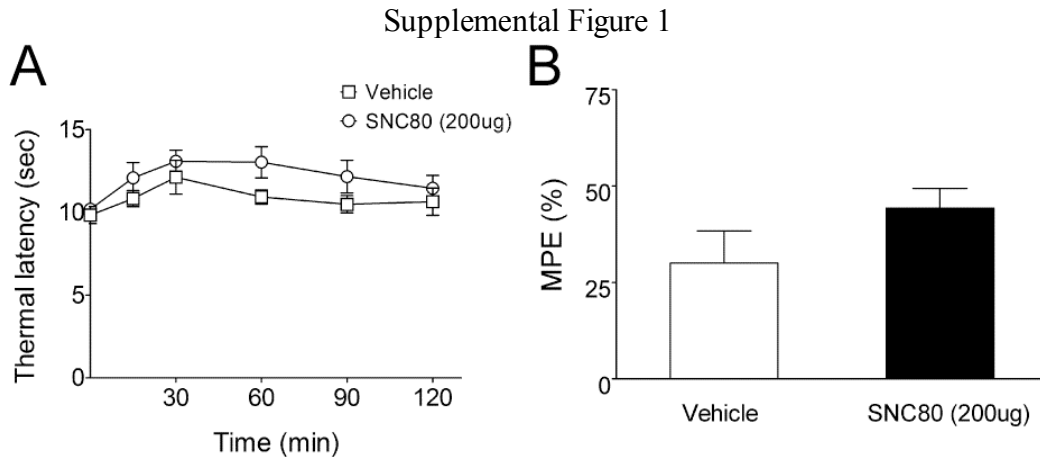 Supplemental Figure 1
A
Vehicle
SNC80 (200ug)
15
10
5
0
Thermal latency (sec)
30 60 90 120
Time (min)
B
75
50
25
0
MPE (%)
Vehicle SNC80 (200ug)